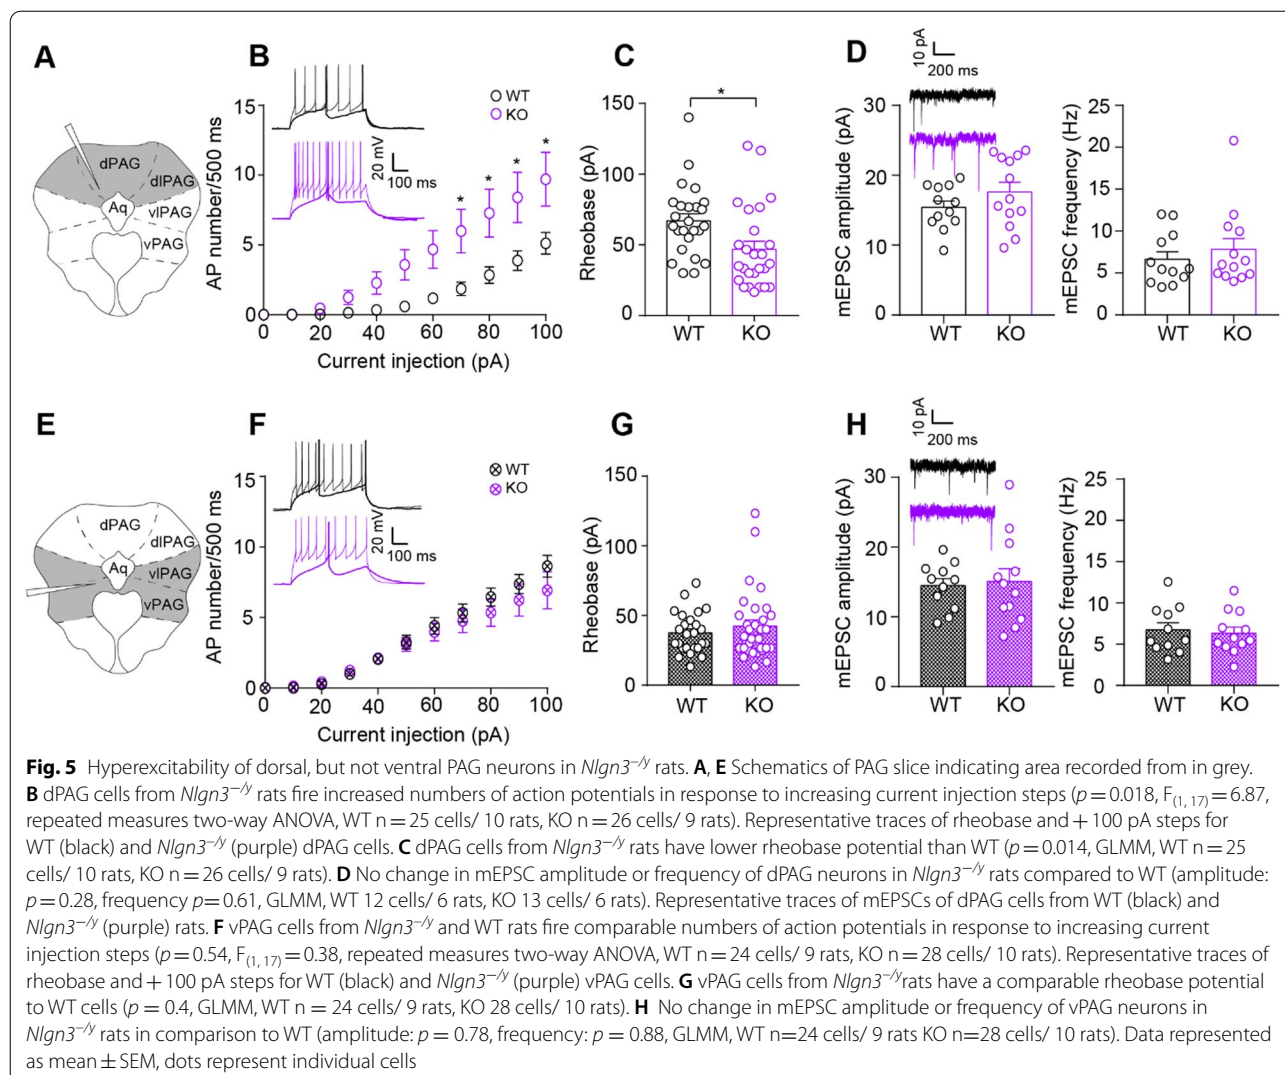 A
dPAG
dlPAG
Aq
vlPAG
vPAG
B
AP number/500 ms
15
10
5
0
0 20 40 60 80 100
Current injection (pA)
WT
KO
20 mV
100 ms
* * * *
C
Rheobase (pA)
150
100
50
0
*
WT KO
D
10 pA
200 ms
mEPSC amplitude (pA)
30
20
10
0
WT KO
mEPSC frequency (Hz)
25
20
15
10
5
0
WT KO
E
dPAG
dlPAG
Aq
vlPAG
vPAG
F
AP number/500 ms
15
10
5
0
0 20 40 60 80 100
Current injection (pA)
WT
KO
20 mV
100 ms
G
Rheobase (pA)
150
100
50
0
WT KO
H
10 pA
200 ms
mEPSC amplitude (pA)
30
20
10
0
WT KO
mEPSC frequency (Hz)
25
20
15
10
5
0
WT KO
Fig. 5 Hyperexcitability of dorsal, but not ventral PAG neurons in Nlgn3⁻/ʸ rats. A, E Schematics of PAG slice indicating area recorded from in grey.
B dPAG cells from Nlgn3⁻/ʸ rats fire increased numbers of action potentials in response to increasing current injection steps (p = 0.018, F(1, 17) = 6.87,
repeated measures two-way ANOVA, WT n = 25 cells/ 10 rats, KO n = 26 cells/ 9 rats). Representative traces of rheobase and + 100 pA steps for
WT (black) and Nlgn3⁻/ʸ (purple) dPAG cells. C dPAG cells from Nlgn3⁻/ʸ rats have lower rheobase potential than WT (p = 0.014, GLMM, WT n = 25
cells/ 10 rats, KO n = 26 cells/ 9 rats). D No change in mEPSC amplitude or frequency of dPAG neurons in Nlgn3⁻/ʸ rats compared to WT (amplitude:
p = 0.28, frequency p=0.61, GLMM, WT 12 cells/ 6 rats, KO 13 cells/ 6 rats). Representative traces of mEPSCs of dPAG cells from WT (black) and
Nlgn3⁻/ʸ (purple) rats. F vPAG cells from Nlgn3⁻/ʸ and WT rats fire comparable numbers of action potentials in response to increasing current
injection steps (p = 0.54, F(1, 17) = 0.38, repeated measures two-way ANOVA, WT n = 24 cells/ 9 rats, KO n = 28 cells/ 10 rats). Representative traces of
rheobase and + 100 pA steps for WT (black) and Nlgn3⁻/ʸ (purple) vPAG cells. G vPAG cells from Nlgn3⁻/ʸrats have a comparable rheobase potential
to WT cells (p = 0.4, GLMM, WT n = 24 cells/ 9 rats, KO 28 cells/ 10 rats). H No change in mEPSC amplitude or frequency of vPAG neurons in
Nlgn3⁻/ʸ rats in comparison to WT (amplitude: p = 0.78, frequency: p = 0.88, GLMM, WT n=24 cells/ 9 rats KO n=28 cells/ 10 rats). Data represented
as mean ± SEM, dots represent individual cells